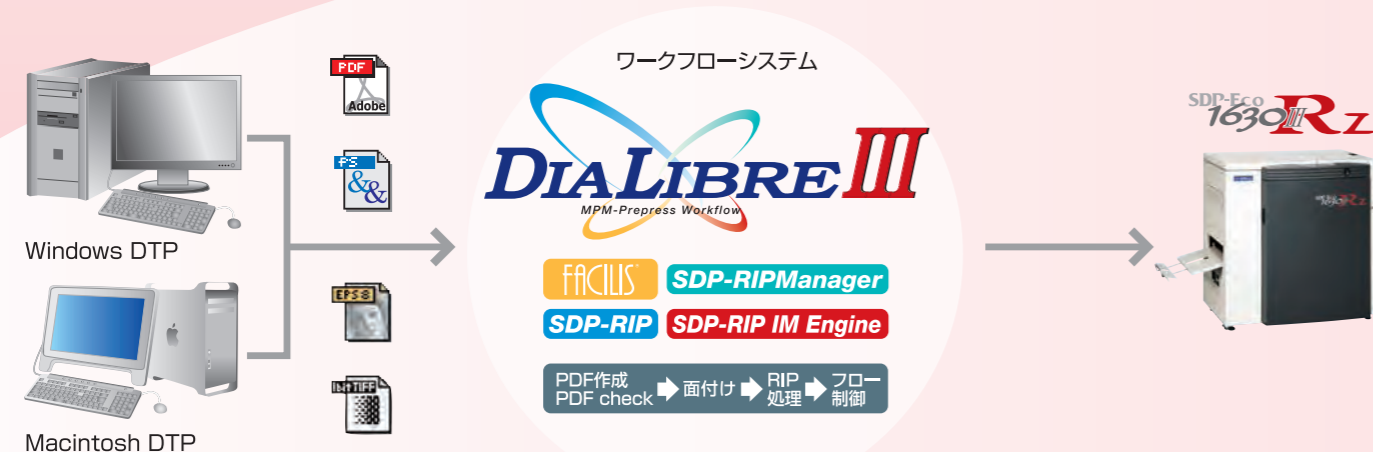 PDF
Adobe
PS
&&
Windows DTP
EPS8
1bitTIFF
Macintosh DTP
ワークフローシステム
DIALIBRE III
MPM-Prepress Workflow
FACILIS
SDP-RIPManager
SDP-RIP
SDP-RIP IM Engine
PDF作成
PDF check
面付け
RIP
処理
フロー
制御
SDP-Eco
1630III Rz